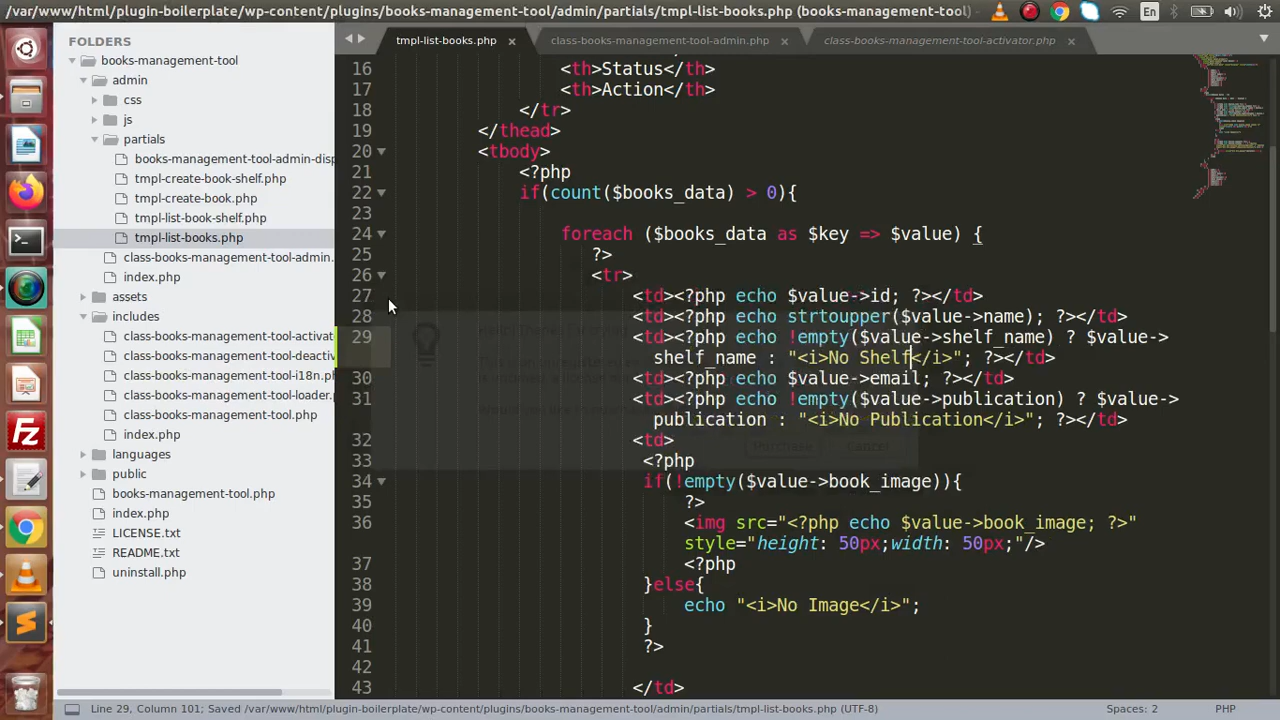 /var/www/html/plugin-boilerplate/wp-content/plugins/books-management-tool/admin/partials/tmpl-list-books.php (books-management-tool)
En
FOLDERS
books-management-tool
admin
css
js
partials
books-management-tool-admin-disp
tmpl-create-book-shelf.php
tmpl-create-book.php
tmpl-list-book-shelf.php
tmpl-list-books.php
class-books-management-tool-admin.
index.php
assets
includes
class-books-management-tool-activat
class-books-management-tool-deactiv
class-books-management-tool-i18n.ph
class-books-management-tool-loader.
class-books-management-tool.php
index.php
languages
public
books-management-tool.php
index.php
LICENSE.txt
README.txt
uninstall.php
tmpl-list-books.php
class-books-management-tool-admin.php
class-books-management-tool-activator.php
16 <th>Status</th>
17 <th>Action</th>
18 </tr>
19 </thead>
20 <tbody>
21 <?php
22 if(count($books_data) > 0){
23
24 foreach ($books_data as $key => $value) {
25 ?>
26 <tr>
27 <td><?php echo $value->id; ?></td>
28 <td><?php echo strtoupper($value->name); ?></td>
29 <td><?php echo !empty($value->shelf_name) ? $value->
shelf_name : "<i>No Shelf</i>"; ?></td>
30 <td><?php echo $value->email; ?></td>
31 <td><?php echo !empty($value->publication) ? $value->
publication : "<i>No Publication</i>"; ?></td>
32 <td>
33 <?php
34 if(!empty($value->book_image)){
35 ?>
36 <img src="<?php echo $value->book_image; ?>"
style="height: 50px;width: 50px;"/>
37 <?php
38 }else{
39 echo "<i>No Image</i>";
40 }
41 ?>
42
43 </td>
Purchase
Cancel
Line 29, Column 101; Saved /var/www/html/plugin-boilerplate/wp-content/plugins/books-management-tool/admin/partials/tmpl-list-books.php (UTF-8)
Spaces: 2
PHP